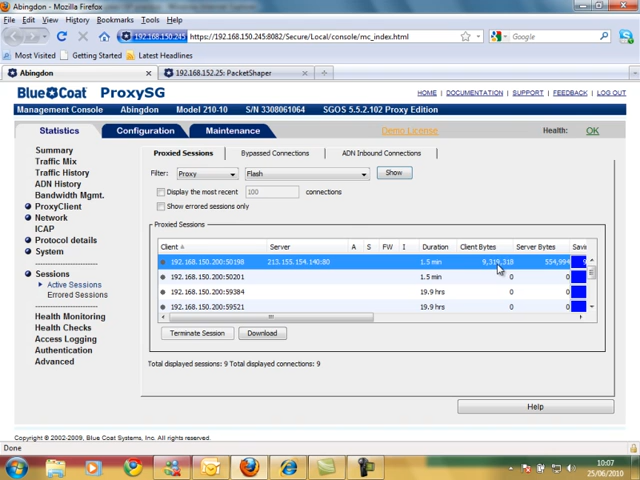 Abingdon - Mozilla Firefox
File Edit View History Bookmarks Tools Help
192.168.150.245 https://192.168.150.245:8082/Secure/Local/console/mc_index.html Google
Most Visited Getting Started Latest Headlines
Abingdon 192.168.152.25: PacketShaper
Blue Coat ProxySG HOME | DOCUMENTATION | SUPPORT | FEEDBACK | LOG OUT
Management Console Abingdon Model 210-10 S/N 3308061064 SGOS 5.5.2.102 Proxy Edition
Statistics Configuration Maintenance Demo License Health: OK
Summary
Traffic Mix
Traffic History
ADN History
Bandwidth Mgmt.
ProxyClient
Network
ICAP
Protocol details
System
Sessions
Active Sessions
Errored Sessions
Health Monitoring
Health Checks
Access Logging
Authentication
Advanced
Proxied Sessions Bypassed Connections ADN Inbound Connections
Filter: Proxy Flash Show
Display the most recent 100 connections
Show errored sessions only
Proxied Sessions
Client Server A S FW I Duration Client Bytes Server Bytes Savi
192.168.150.200:50198 213.155.154.140:80 1.5 min 9,319,318 554,994 9
192.168.150.200:50201 1.5 min 0 0
192.168.150.200:59384 19.9 hrs 0 0
192.168.150.200:59521 19.9 hrs 0 0
Terminate Session Download
Total displayed sessions: 9 Total displayed connections: 9
Help
Copyright © 2002-2009, Blue Coat Systems, Inc. All rights reserved.
Done
10:07
25/06/2010